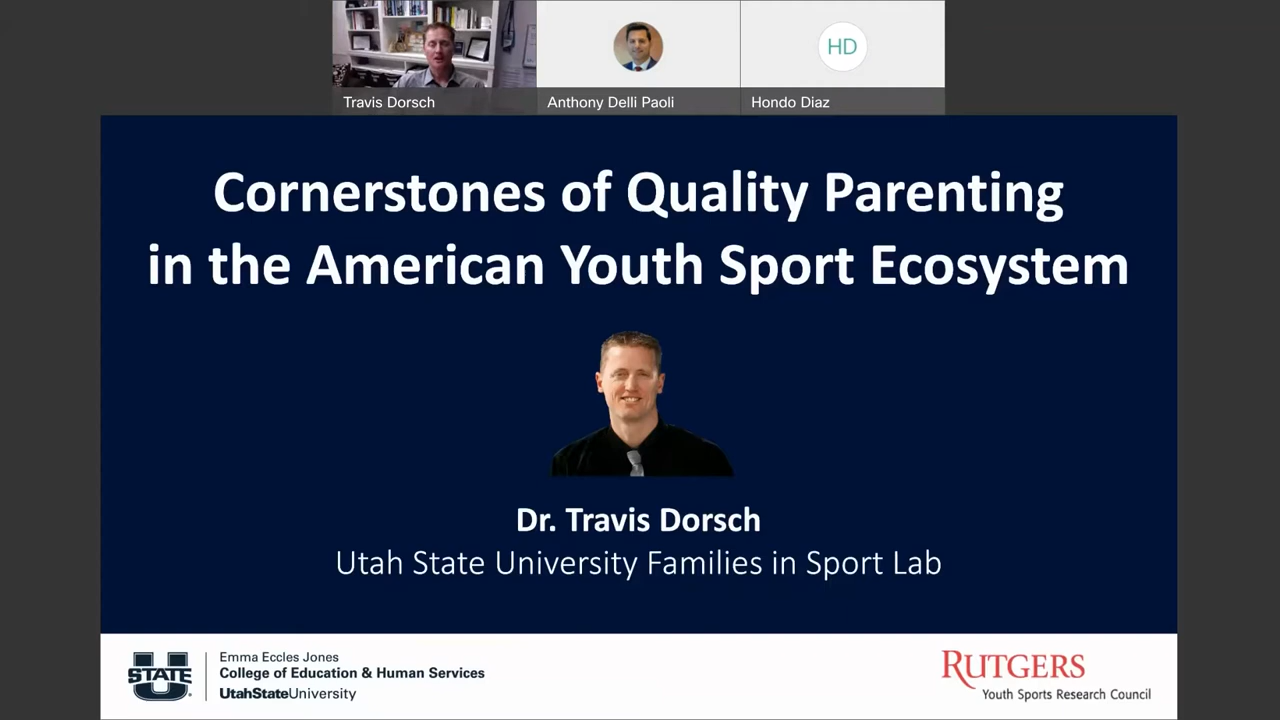 HD
Travis Dorsch
Anthony Delli Paoli
Hondo Diaz
Cornerstones of Quality Parenting
in the American Youth Sport Ecosystem
Dr. Travis Dorsch
Utah State University Families in Sport Lab
U
STATE
Emma Eccles Jones
College of Education & Human Services
UtahStateUniversity
RUTGERS
Youth Sports Research Council